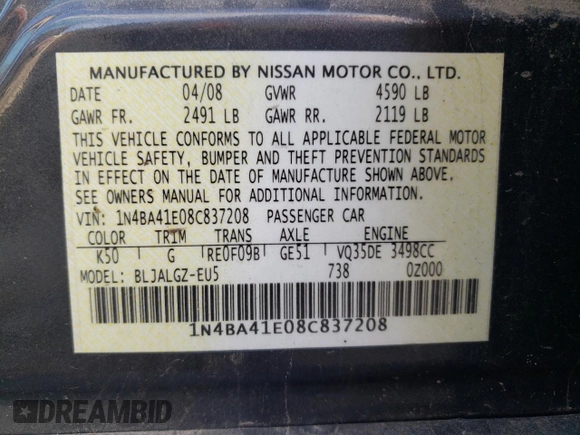 MANUFACTURED BY NISSAN MOTOR CO., LTD.
DATE 04/08 GVWR 4590 LB
GAWR FR. 2491 LB GAWR RR. 2119 LB
THIS VEHICLE CONFORMS TO ALL APPLICABLE FEDERAL MOTOR
VEHICLE SAFETY, BUMPER AND THEFT PREVENTION STANDARDS
IN EFFECT ON THE DATE OF MANUFACTURE SHOWN ABOVE.
SEE OWNERS MANUAL FOR ADDITIONAL INFORMATION.
VIN: 1N4BA41E08C837208 PASSENGER CAR
COLOR TRIM TRANS AXLE ENGINE
K50 G RE0F09B GE51 VQ35DE 3498CC
MODEL: BLJALGZ-EU5 738 0Z000
1N4BA41E08C837208
DREAMBID